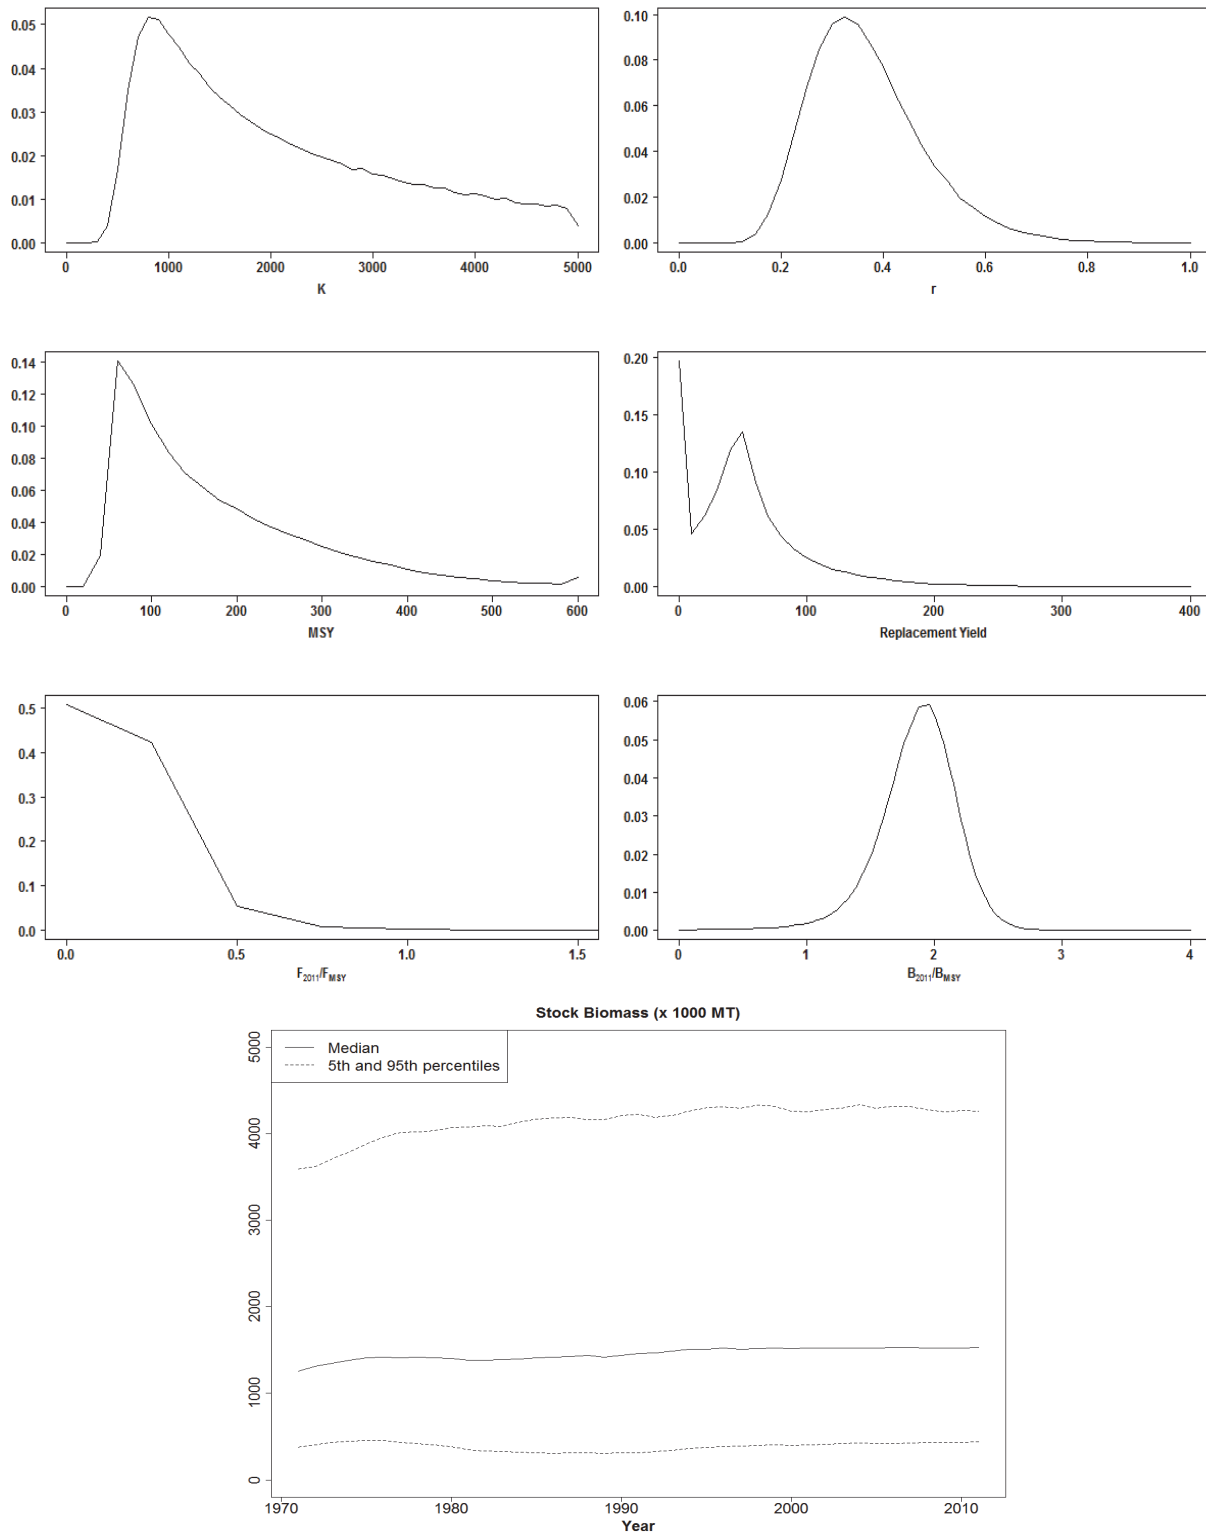 0.05
0.04
0.03
0.02
0.01
0.00
0 1000 2000 3000 4000 5000
K
0.10
0.08
0.06
0.04
0.02
0.00
0.0 0.2 0.4 0.6 0.8 1.0
r
0.14
0.12
0.10
0.08
0.06
0.04
0.02
0.00
0 100 200 300 400 500 600
MSY
0.20
0.15
0.10
0.05
0.00
0 100 200 300 400
Replacement Yield
0.5
0.4
0.3
0.2
0.1
0.0
0.0 0.5 1.0 1.5
F2011/FMSY
0.06
0.05
0.04
0.03
0.02
0.01
0.00
0 1 2 3 4
B2011/BMSY
Stock Biomass (x 1000 MT)
Median
5th and 95th percentiles
5000
4000
3000
2000
1000
0
1970 1980 1990 2000 2010
Year